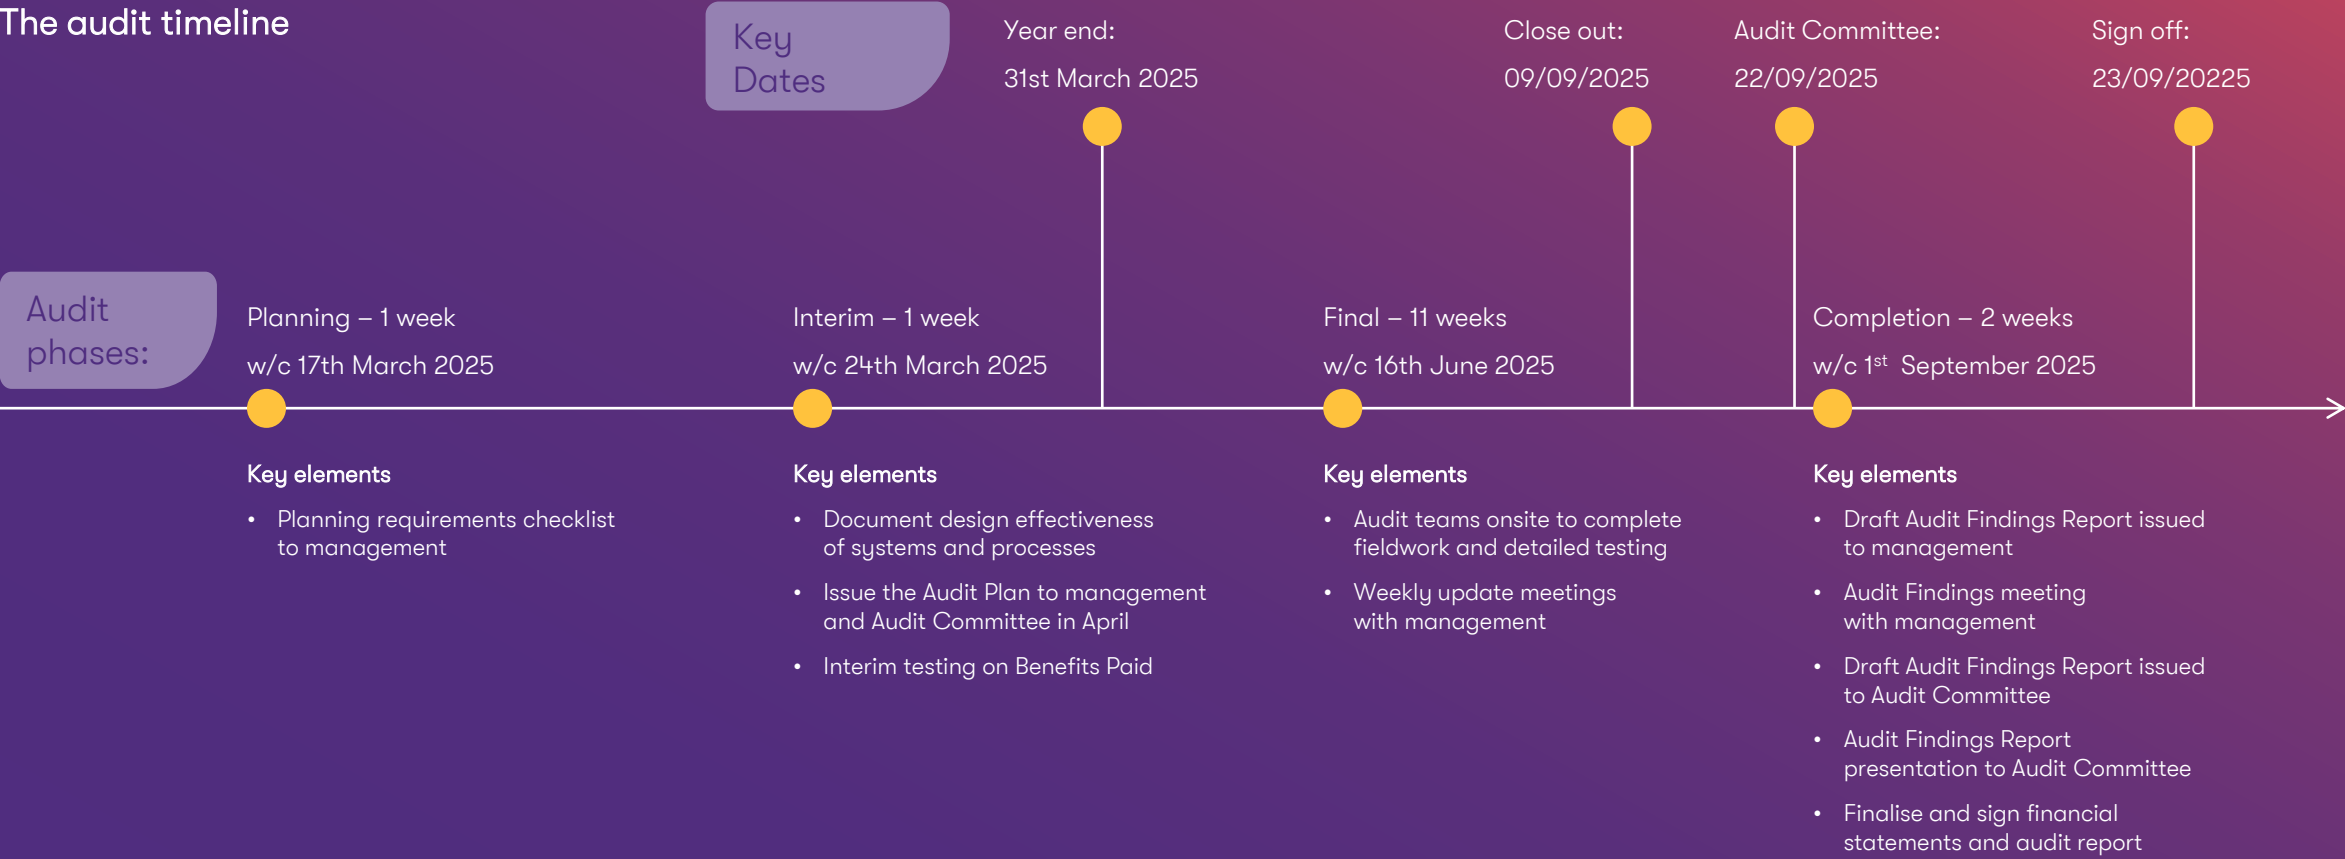 The audit timeline
Key
Dates
Year end:
31st March 2025
Close out:
09/09/2025
Audit Committee:
22/09/2025
Sign off:
23/09/20225
Audit
phases:
Planning – 1 week
w/c 17th March 2025
Interim – 1 week
w/c 24th March 2025
Final – 11 weeks
w/c 16th June 2025
Completion – 2 weeks
w/c 1st September 2025
Key elements
• Planning requirements checklist
to management
Key elements
• Document design effectiveness
of systems and processes
• Issue the Audit Plan to management
and Audit Committee in April
• Interim testing on Benefits Paid
Key elements
• Audit teams onsite to complete
fieldwork and detailed testing
• Weekly update meetings
with management
Key elements
• Draft Audit Findings Report issued
to management
• Audit Findings meeting
with management
• Draft Audit Findings Report issued
to Audit Committee
• Audit Findings Report
presentation to Audit Committee
• Finalise and sign financial
statements and audit report